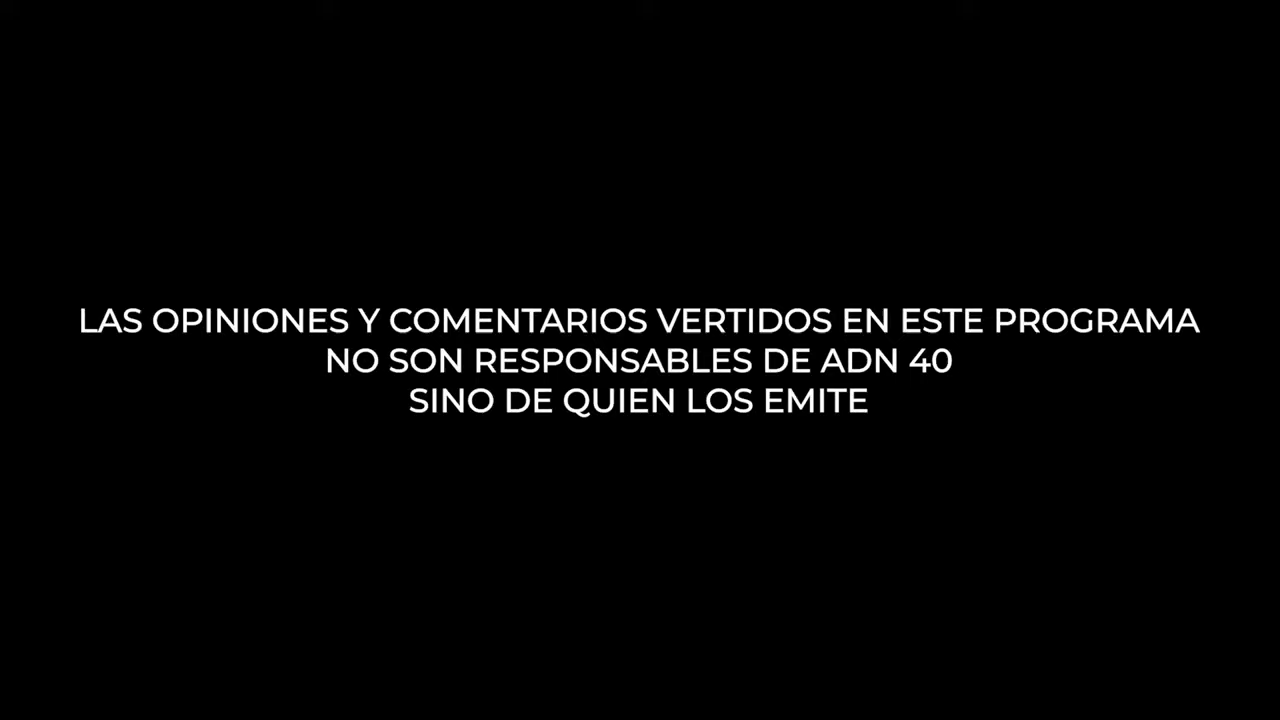 LAS OPINIONES Y COMENTARIOS VERTIDOS EN ESTE PROGRAMA
NO SON RESPONSABLES DE ADN 40
SINO DE QUIEN LOS EMITE